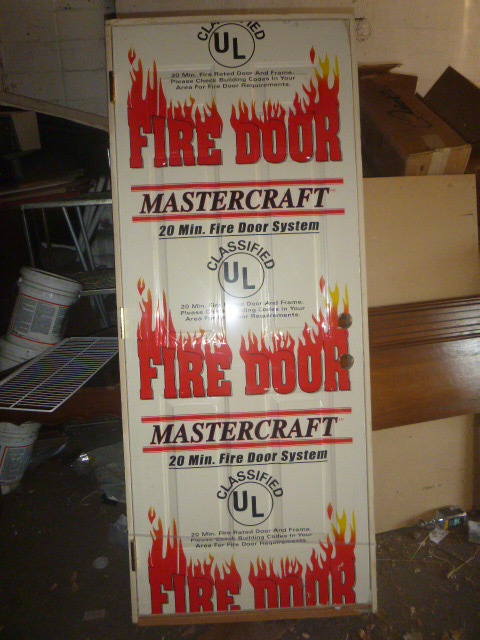 CLASSIFIED
UL
20 Min. Fire Rated Door And Frame.
Please Check Building Codes In Your
Area For Fire Door Requirements.
FIRE DOOR
MASTERCRAFT
20 Min. Fire Door System
CLASSIFIED
UL
20 Min. Fire Rated Door And Frame.
Please Check Building Codes in Your
Area For Fire Door Requirements.
FIRE DOOR
MASTERCRAFT
20 Min. Fire Door System
CLASSIFIED
UL
20 Min. Fire Rated Door And Frame.
Please Check Building Codes In Your
Area For Fire Door Requirements.
FIRE DOOR